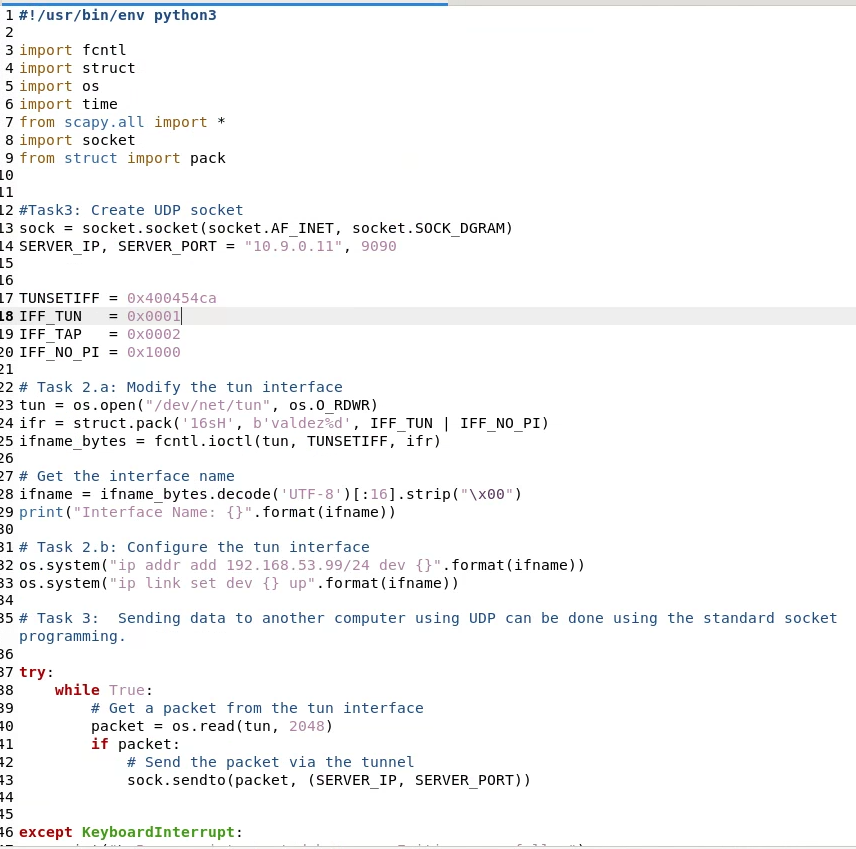 1 #!/usr/bin/env python3
2
3 import fcntl
4 import struct
5 import os
6 import time
7 from scapy.all import *
8 import socket
9 from struct import pack
10
11
12 #Task3: Create UDP socket
13 sock = socket.socket(socket.AF_INET, socket.SOCK_DGRAM)
14 SERVER_IP, SERVER_PORT = "10.9.0.11", 9090
15
16
17 TUNSETIFF = 0x400454ca
18 IFF_TUN   = 0x0001
19 IFF_TAP   = 0x0002
20 IFF_NO_PI = 0x1000
21
22 # Task 2.a: Modify the tun interface
23 tun = os.open("/dev/net/tun", os.O_RDWR)
24 ifr = struct.pack('16sH', b'valdez%d', IFF_TUN | IFF_NO_PI)
25 ifname_bytes = fcntl.ioctl(tun, TUNSETIFF, ifr)
26
27 # Get the interface name
28 ifname = ifname_bytes.decode('UTF-8')[:16].strip("\x00")
29 print("Interface Name: {}".format(ifname))
30
31 # Task 2.b: Configure the tun interface
32 os.system("ip addr add 192.168.53.99/24 dev {}".format(ifname))
33 os.system("ip link set dev {} up".format(ifname))
34
35 # Task 3:  Sending data to another computer using UDP can be done using the standard socket
programming.
36
37 try:
38     while True:
39         # Get a packet from the tun interface
40         packet = os.read(tun, 2048)
41         if packet:
42             # Send the packet via the tunnel
43             sock.sendto(packet, (SERVER_IP, SERVER_PORT))
44
45
46 except KeyboardInterrupt: